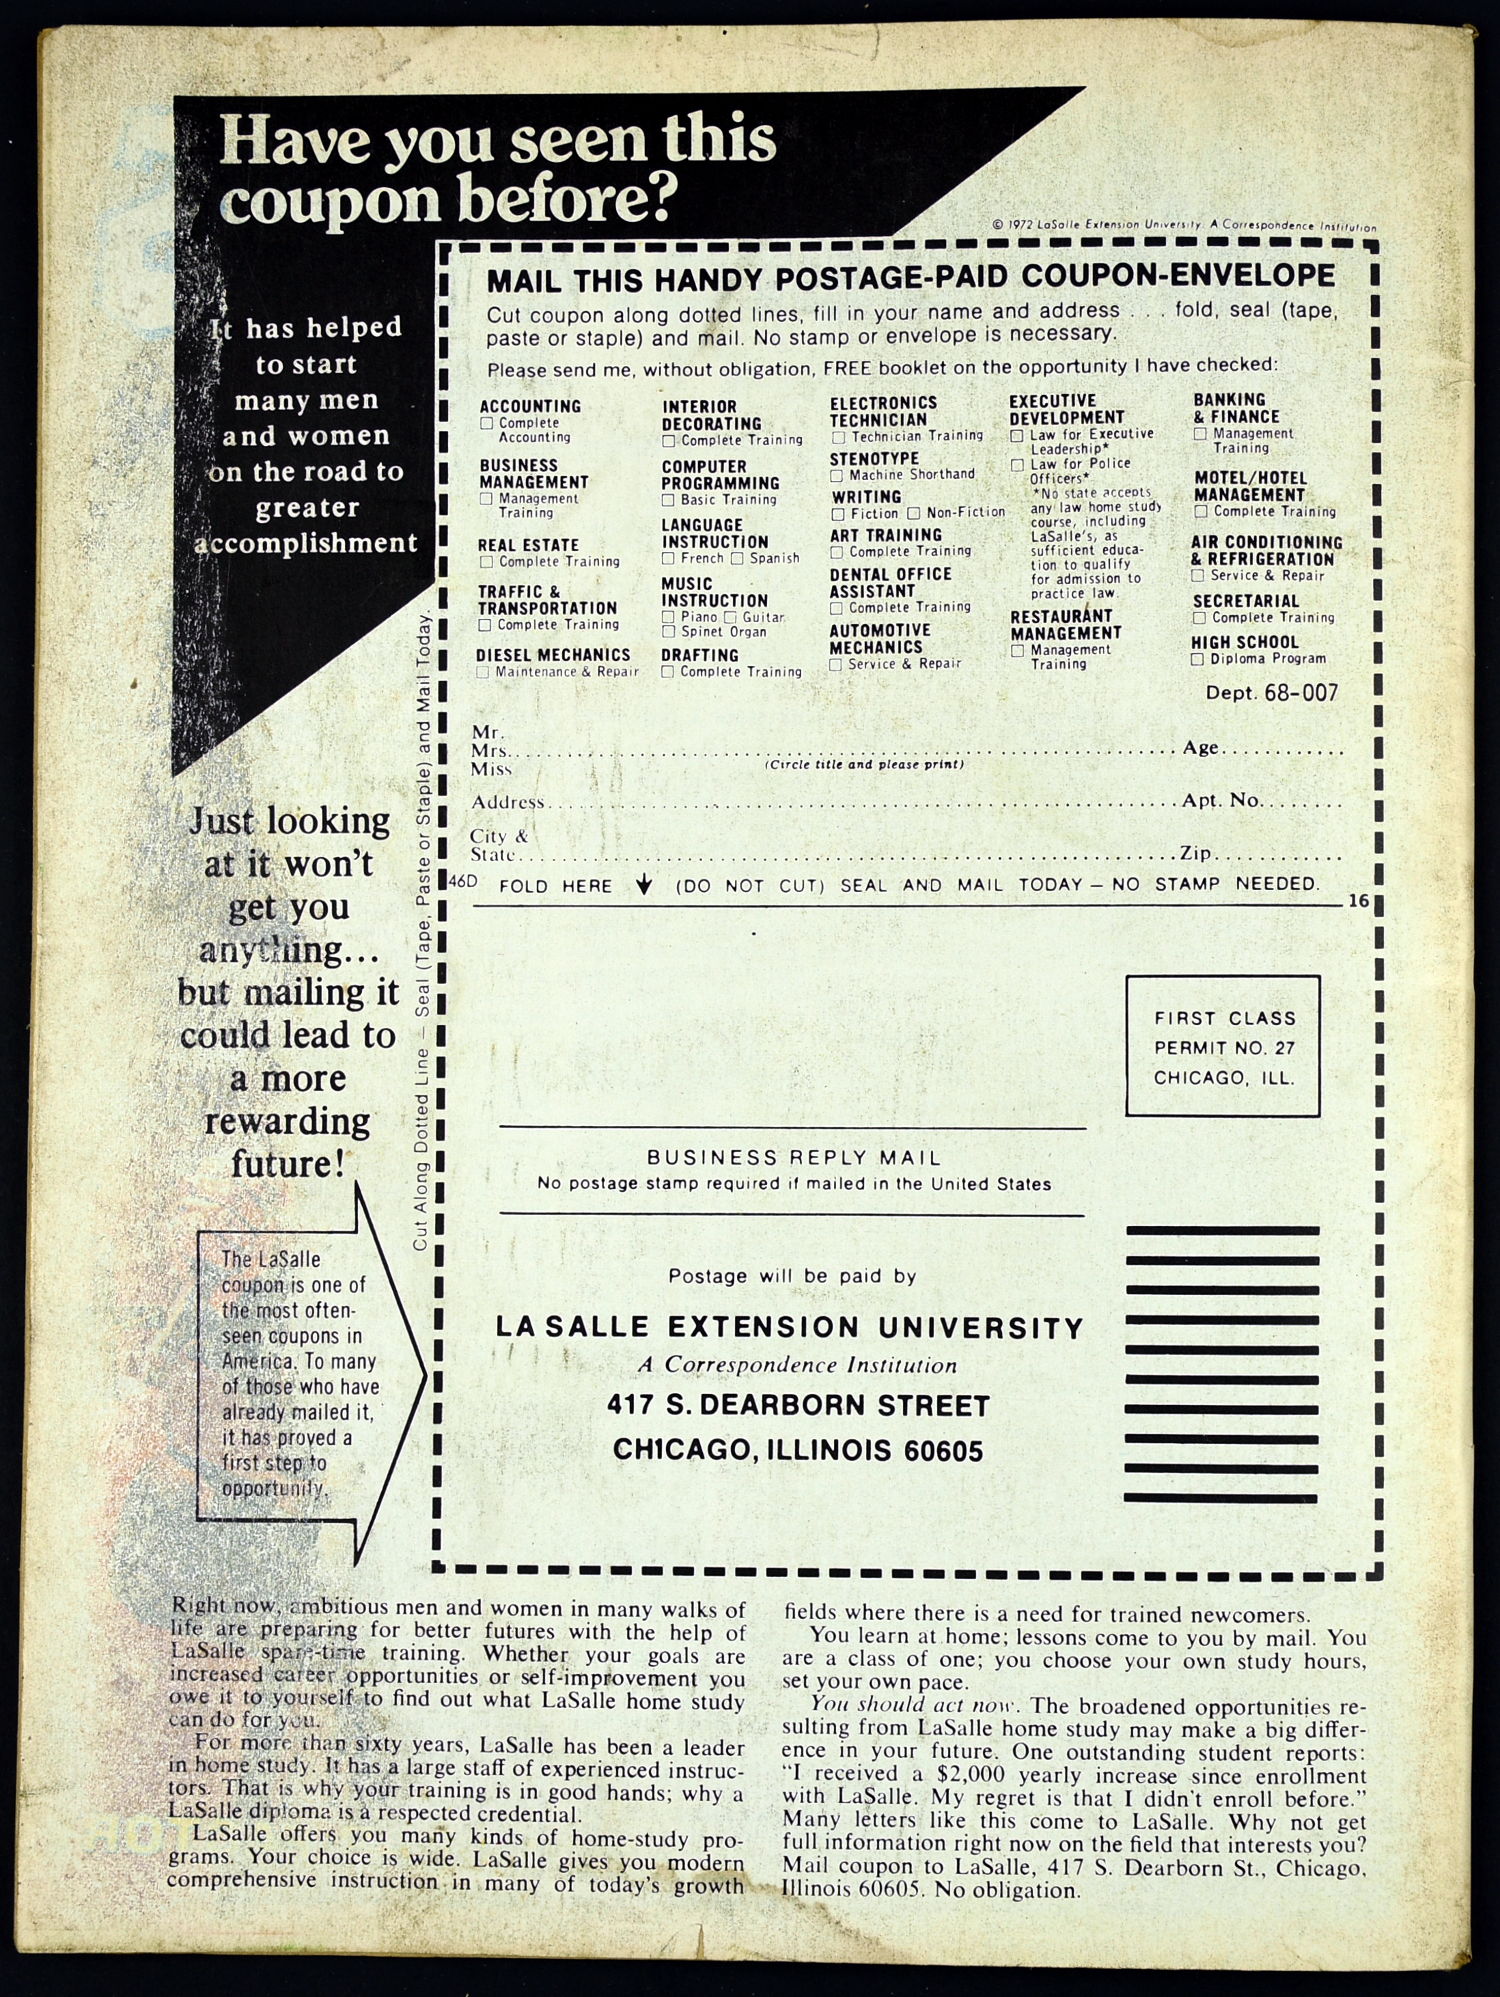 Have you seen this
coupon before?
© 1972 LaSalle Extension University. A Correspondence Institution
It has helped
to start
many men
and women
on the road to
greater
accomplishment
Just looking
at it won't
get you
anything...
but mailing it
could lead to
a more
rewarding
future!
The LaSalle
coupon is one of
the most often-
seen coupons in
America. To many
of those who have
already mailed it,
it has proved a
first step to
opportunity.
Cut Along Dotted Line – Seal (Tape, Paste or Staple) and Mail Today.
MAIL THIS HANDY POSTAGE-PAID COUPON-ENVELOPE
Cut coupon along dotted lines, fill in your name and address . . . fold, seal (tape,
paste or staple) and mail. No stamp or envelope is necessary.
Please send me, without obligation, FREE booklet on the opportunity I have checked:
ACCOUNTING
☐ Complete
Accounting
BUSINESS
MANAGEMENT
☐ Management
Training
REAL ESTATE
☐ Complete Training
TRAFFIC &
TRANSPORTATION
☐ Complete Training
DIESEL MECHANICS
☐ Maintenance & Repair
INTERIOR
DECORATING
☐ Complete Training
COMPUTER
PROGRAMMING
☐ Basic Training
LANGUAGE
INSTRUCTION
☐ French ☐ Spanish
MUSIC
INSTRUCTION
☐ Piano ☐ Guitar
☐ Spinet Organ
DRAFTING
☐ Complete Training
ELECTRONICS
TECHNICIAN
☐ Technician Training
STENOTYPE
☐ Machine Shorthand
WRITING
☐ Fiction ☐ Non-Fiction
ART TRAINING
☐ Complete Training
DENTAL OFFICE
ASSISTANT
☐ Complete Training
AUTOMOTIVE
MECHANICS
☐ Service & Repair
EXECUTIVE
DEVELOPMENT
☐ Law for Executive
Leadership*
☐ Law for Police
Officers*
*No state accepts
any law home study
course, including
LaSalle's, as
sufficient educa-
tion to qualify
for admission to
practice law.
RESTAURANT
MANAGEMENT
☐ Management
Training
BANKING
& FINANCE
☐ Management
Training
MOTEL/HOTEL
MANAGEMENT
☐ Complete Training
AIR CONDITIONING
& REFRIGERATION
☐ Service & Repair
SECRETARIAL
☐ Complete Training
HIGH SCHOOL
☐ Diploma Program
Dept. 68-007
Mr.
Mrs. Age
Miss (Circle title and please print)
Address Apt. No.
City &
State Zip
46D FOLD HERE ↓ (DO NOT CUT) SEAL AND MAIL TODAY – NO STAMP NEEDED.
16
FIRST CLASS
PERMIT NO. 27
CHICAGO, ILL.
BUSINESS REPLY MAIL
No postage stamp required if mailed in the United States
Postage will be paid by
LA SALLE EXTENSION UNIVERSITY
A Correspondence Institution
417 S. DEARBORN STREET
CHICAGO, ILLINOIS 60605
Right now, ambitious men and women in many walks of
life are preparing for better futures with the help of
LaSalle spare-time training. Whether your goals are
increased career opportunities or self-improvement you
owe it to yourself to find out what LaSalle home study
can do for you.
For more than sixty years, LaSalle has been a leader
in home study. It has a large staff of experienced instruc-
tors. That is why your training is in good hands; why a
LaSalle diploma is a respected credential.
LaSalle offers you many kinds of home-study pro-
grams. Your choice is wide. LaSalle gives you modern
comprehensive instruction in many of today's growth
fields where there is a need for trained newcomers.
You learn at home; lessons come to you by mail. You
are a class of one; you choose your own study hours,
set your own pace.
You should act now. The broadened opportunities re-
sulting from LaSalle home study may make a big differ-
ence in your future. One outstanding student reports:
"I received a $2,000 yearly increase since enrollment
with LaSalle. My regret is that I didn't enroll before."
Many letters like this come to LaSalle. Why not get
full information right now on the field that interests you?
Mail coupon to LaSalle, 417 S. Dearborn St., Chicago,
Illinois 60605. No obligation.